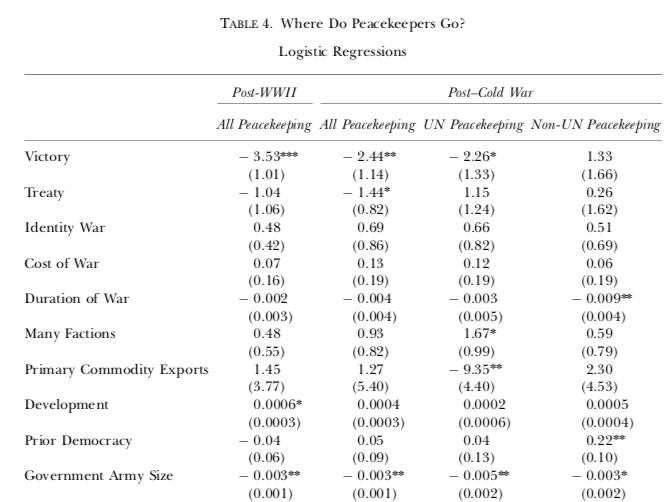 TABLE 4. Where Do Peacekeepers Go?
Logistic Regressions
Post-WWII Post–Cold War
All Peacekeeping All Peacekeeping UN Peacekeeping Non-UN Peacekeeping
Victory − 3.53*** − 2.44** − 2.26* 1.33
(1.01) (1.14) (1.33) (1.66)
Treaty − 1.04 − 1.44* 1.15 0.26
(1.06) (0.82) (1.24) (1.62)
Identity War 0.48 0.69 0.66 0.51
(0.42) (0.86) (0.82) (0.69)
Cost of War 0.07 0.13 0.12 0.06
(0.16) (0.19) (0.19) (0.19)
Duration of War − 0.002 − 0.004 − 0.003 − 0.009**
(0.003) (0.004) (0.005) (0.004)
Many Factions 0.48 0.93 1.67* 0.59
(0.55) (0.82) (0.99) (0.79)
Primary Commodity Exports 1.45 1.27 − 9.35** 2.30
(3.77) (5.40) (4.40) (4.53)
Development 0.0006* 0.0004 0.0002 0.0005
(0.0003) (0.0003) (0.0006) (0.0004)
Prior Democracy − 0.04 0.05 0.04 0.22**
(0.06) (0.09) (0.13) (0.10)
Government Army Size − 0.003** − 0.003** − 0.005** − 0.003*
(0.001) (0.001) (0.002) (0.002)